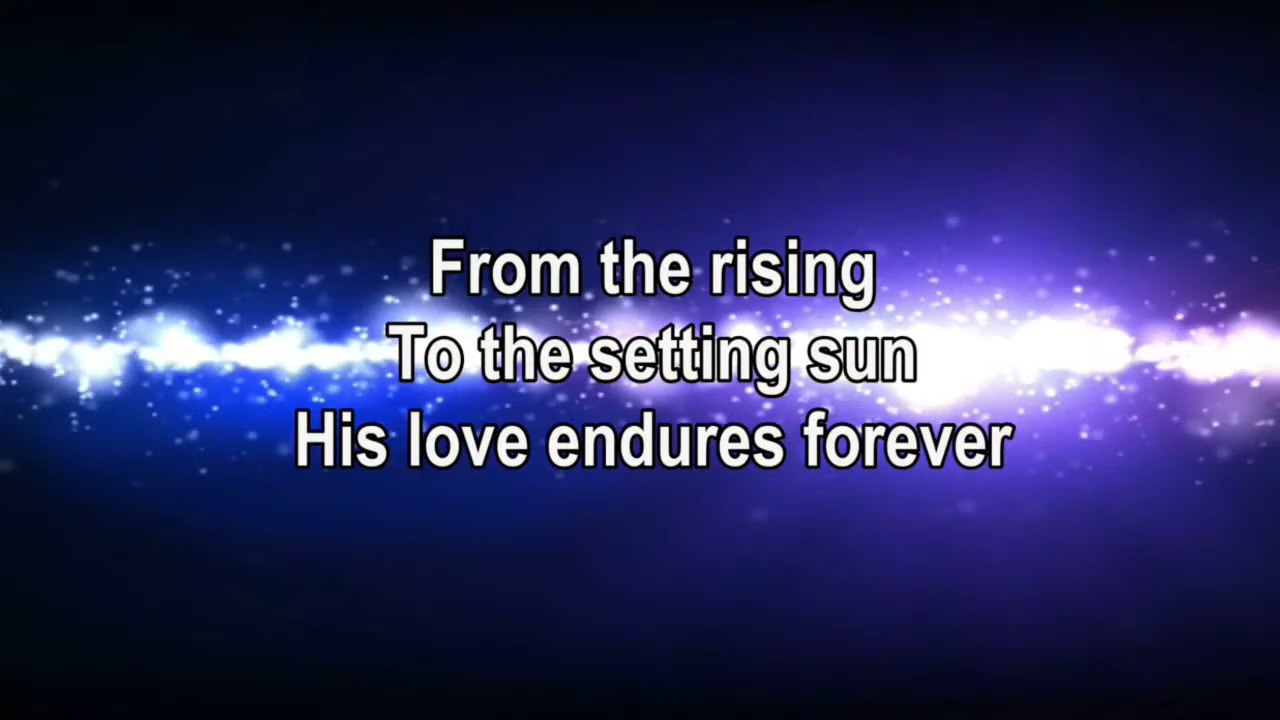 From the rising
To the setting sun
His love endures forever